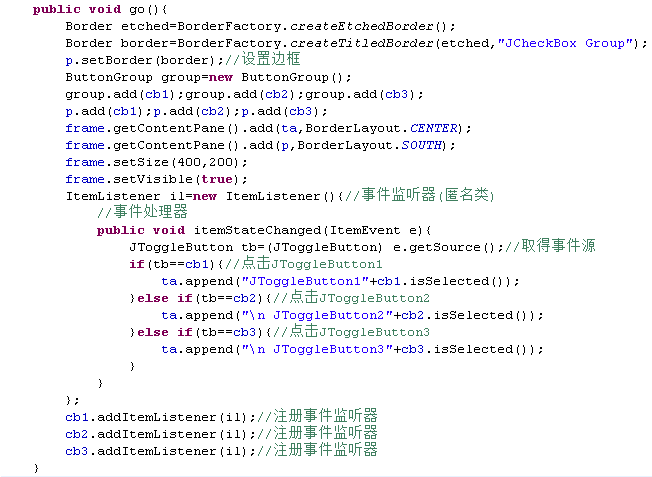 public void go(){
Border etched=BorderFactory.createEtchedBorder();
Border border=BorderFactory.createTitledBorder(etched,"JCheckBox Group");
p.setBorder(border);//设置边框
ButtonGroup group=new ButtonGroup();
group.add(cb1);group.add(cb2);group.add(cb3);
p.add(cb1);p.add(cb2);p.add(cb3);
frame.getContentPane().add(ta,BorderLayout.CENTER);
frame.getContentPane().add(p,BorderLayout.SOUTH);
frame.setSize(400,200);
frame.setVisible(true);
ItemListener il=new ItemListener(){//事件监听器(匿名类)
//事件处理器
public void itemStateChanged(ItemEvent e){
JToggleButton tb=(JToggleButton) e.getSource();//取得事件源
if(tb==cb1){//点击JToggleButton1
ta.append("JToggleButton1"+cb1.isSelected());
}else if(tb==cb2){//点击JToggleButton2
ta.append("\n JToggleButton2"+cb2.isSelected());
}else if(tb==cb3){//点击JToggleButton3
ta.append("\n JToggleButton3"+cb3.isSelected());
}
}
};
cb1.addItemListener(il);//注册事件监听器
cb2.addItemListener(il);//注册事件监听器
cb3.addItemListener(il);//注册事件监听器
}